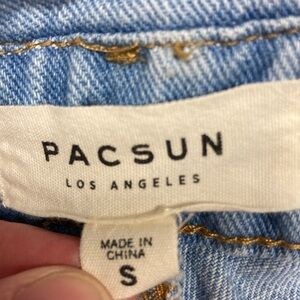 PACSUN
LOS ANGELES
MADE IN
CHINA
S